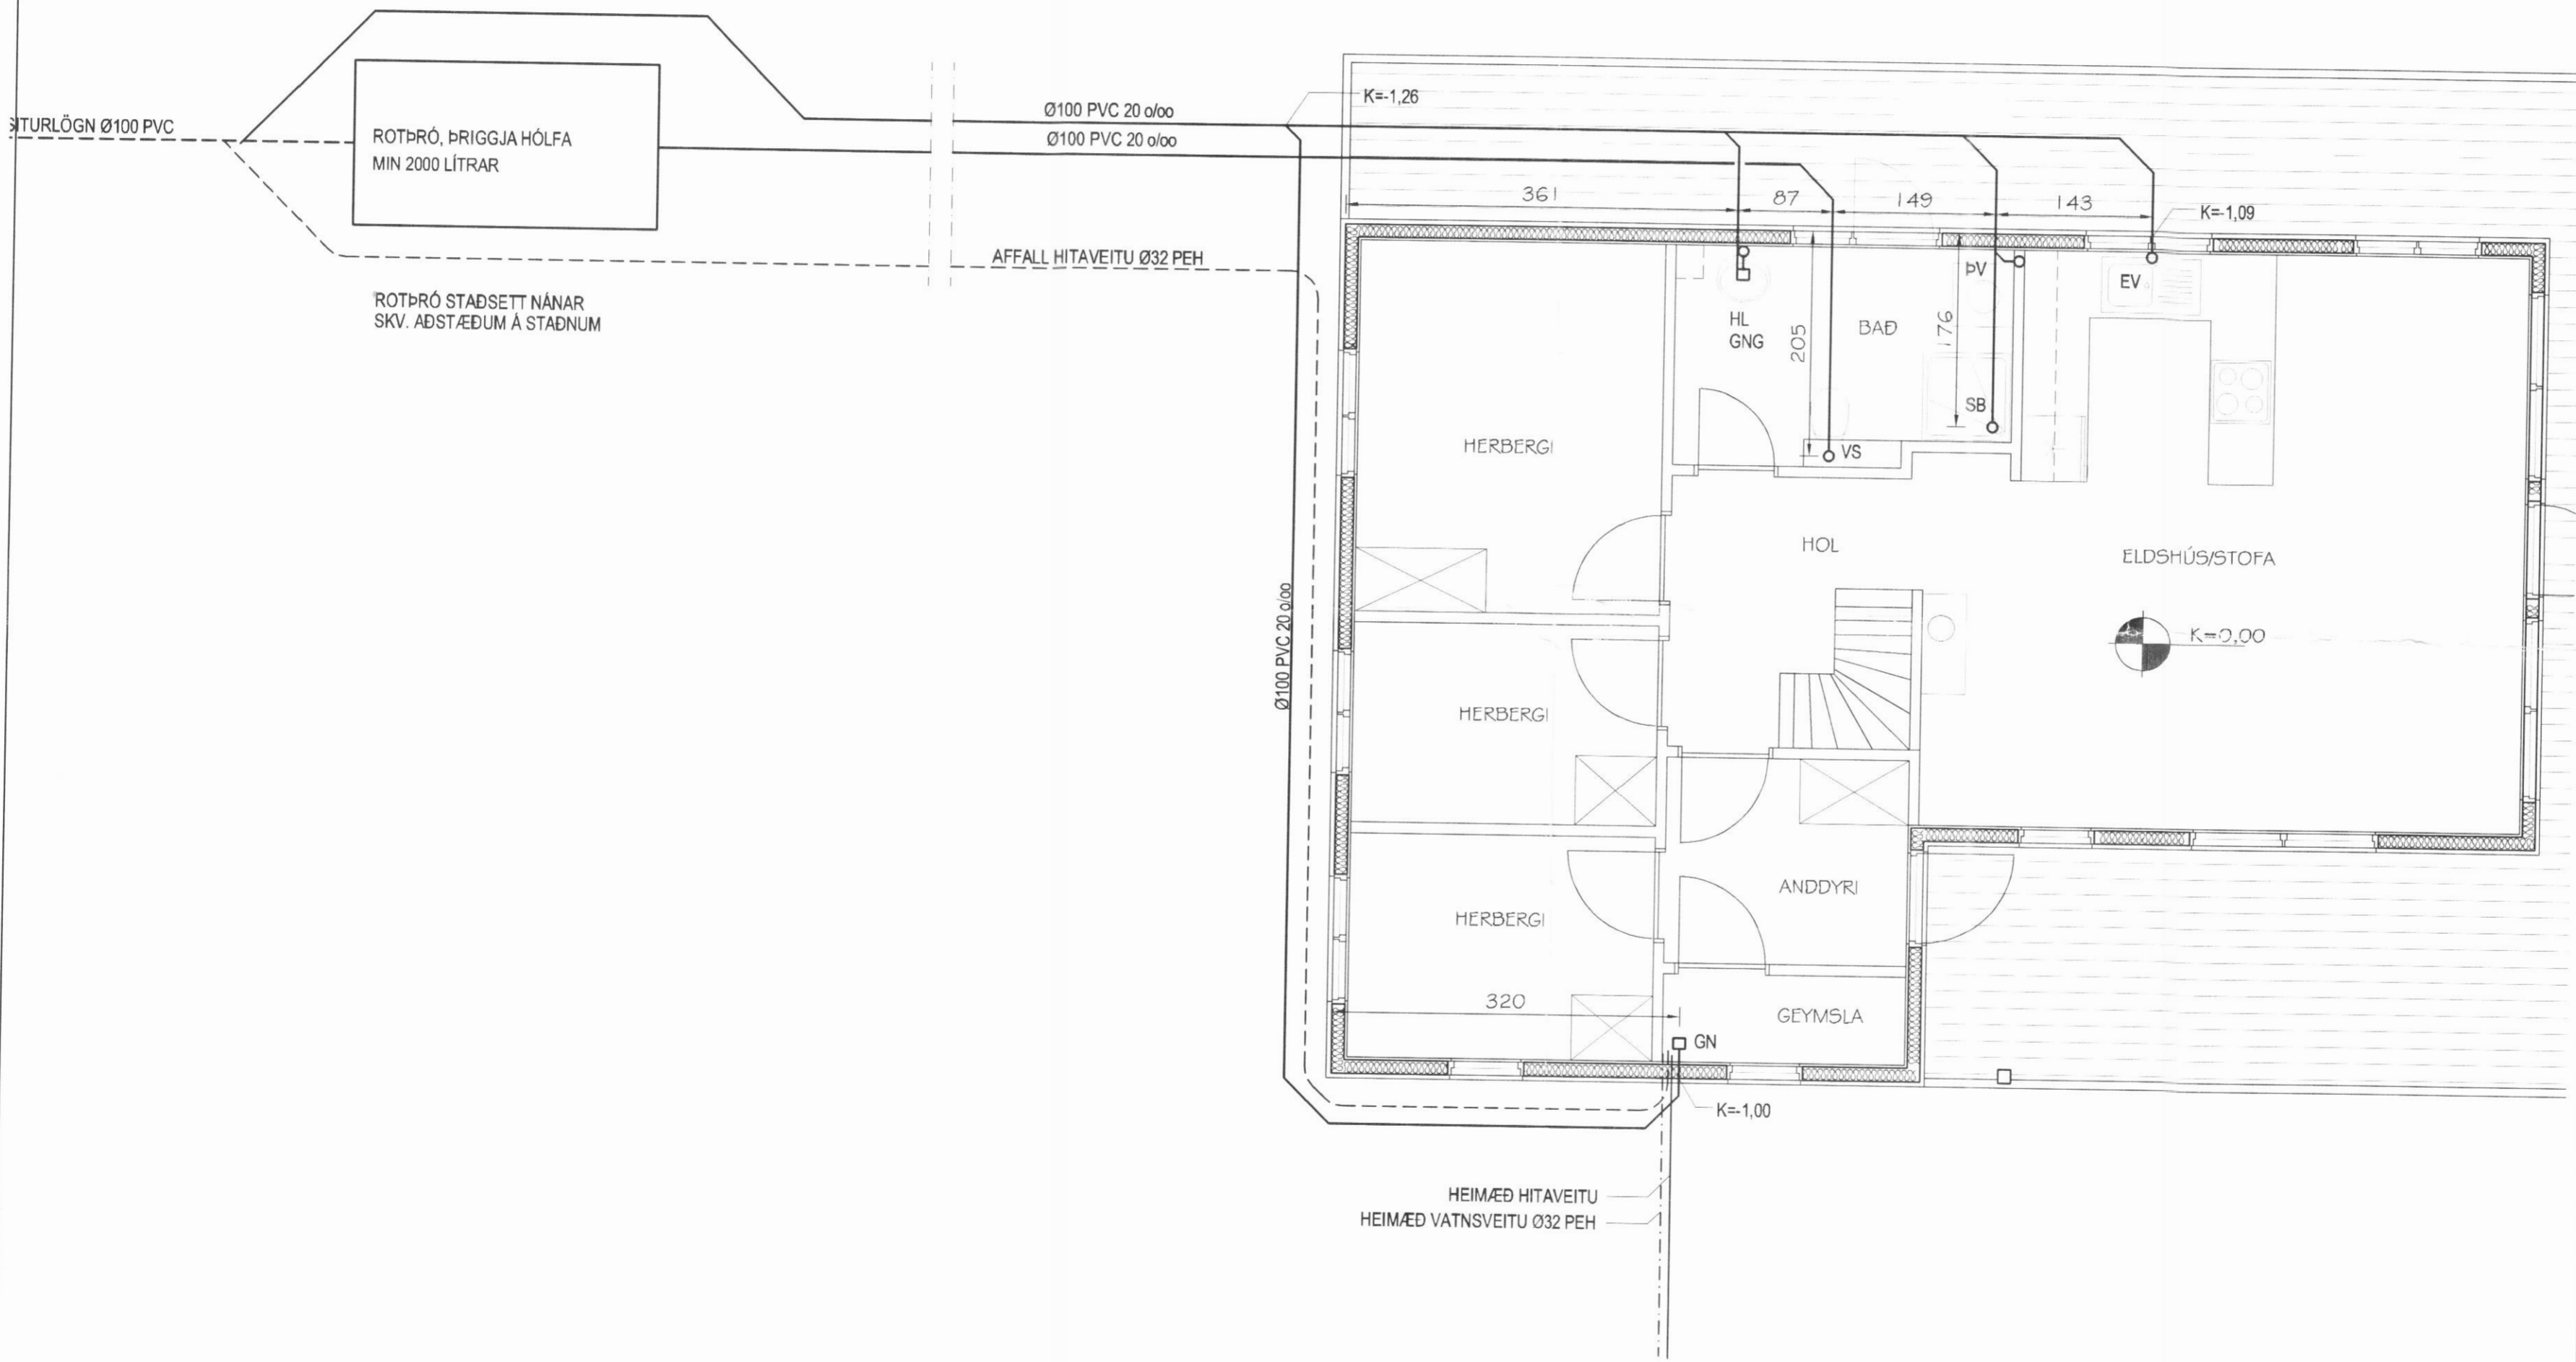 Ø100 PVC 20 o/oo
K=-1,26
SITURLÖGN Ø100 PVC
ROTÞRÓ, ÞRIGGJA HÓLFA
MIN 2000 LÍTRAR
Ø100 PVC 20 o/oo
361
87
149
143
K=-1,09
AFFALL HITAVEITU Ø32 PEH
ROTÞRÓ STAÐSETT NÁNAR
SKV. AÐSTÆÐUM Á STAÐNUM
ÞV
EV
HL
GNG
205
BAÐ
176
SB
VS
HERBERGI
HOL
ELDSHÚS/STOFA
Ø100 PVC 20 o/oo
K=0,00
HERBERGI
ANDDYRI
HERBERGI
320
GEYMSLA
GN
K=-1,00
HEIMÆÐ HITAVEITU
HEIMÆÐ VATNSVEITU Ø32 PEH